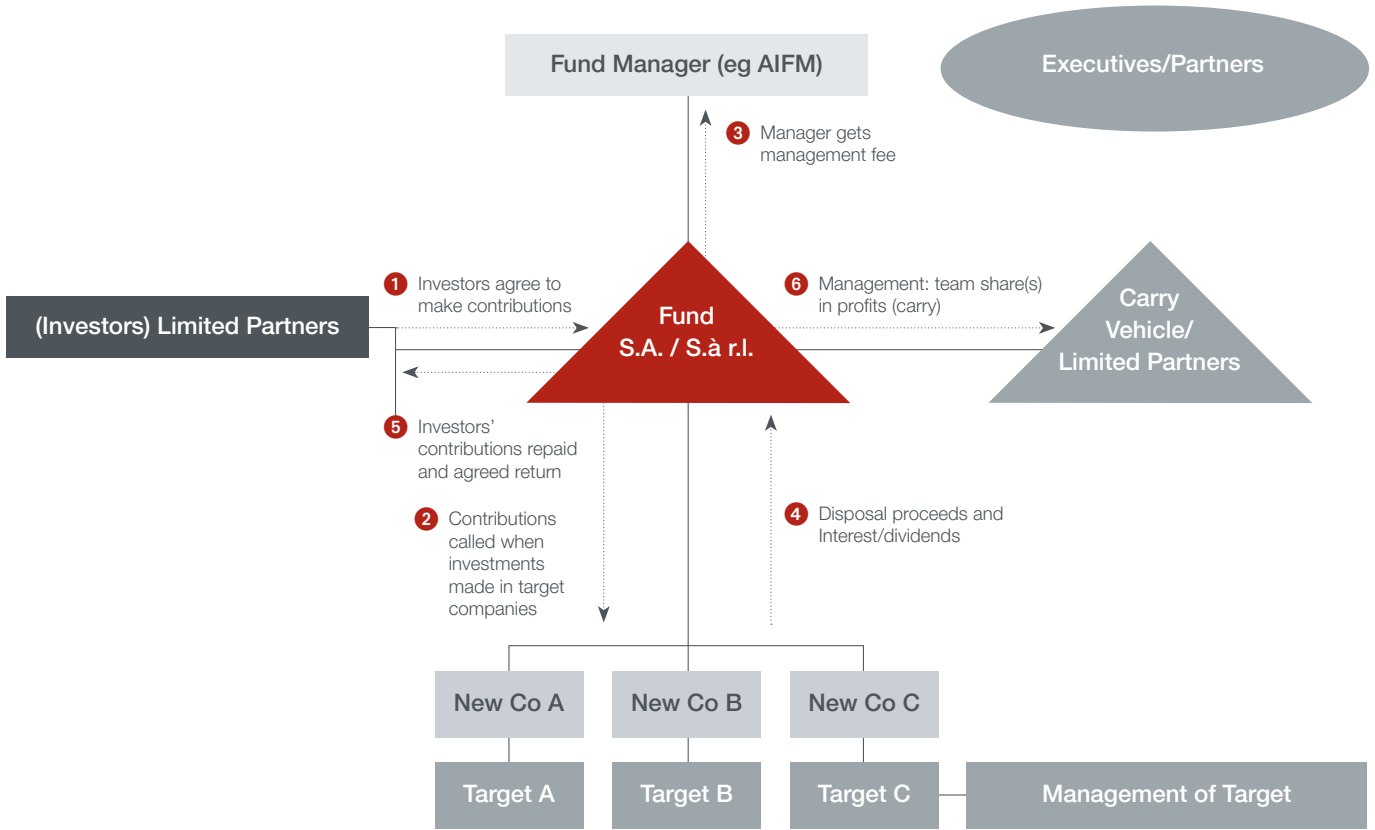 Fund Manager (eg AIFM)
Executives/Partners
3 Manager gets
management fee
1 Investors agree to
make contributions
6 Management: team share(s)
in profits (carry)
(Investors) Limited Partners
Fund
S.A. / S.à r.l.
Carry
Vehicle/
Limited Partners
5 Investors’
contributions repaid
and agreed return
2 Contributions
called when
investments
made in target
companies
4 Disposal proceeds and
Interest/dividends
New Co A
New Co B
New Co C
Target A
Target B
Target C
Management of Target